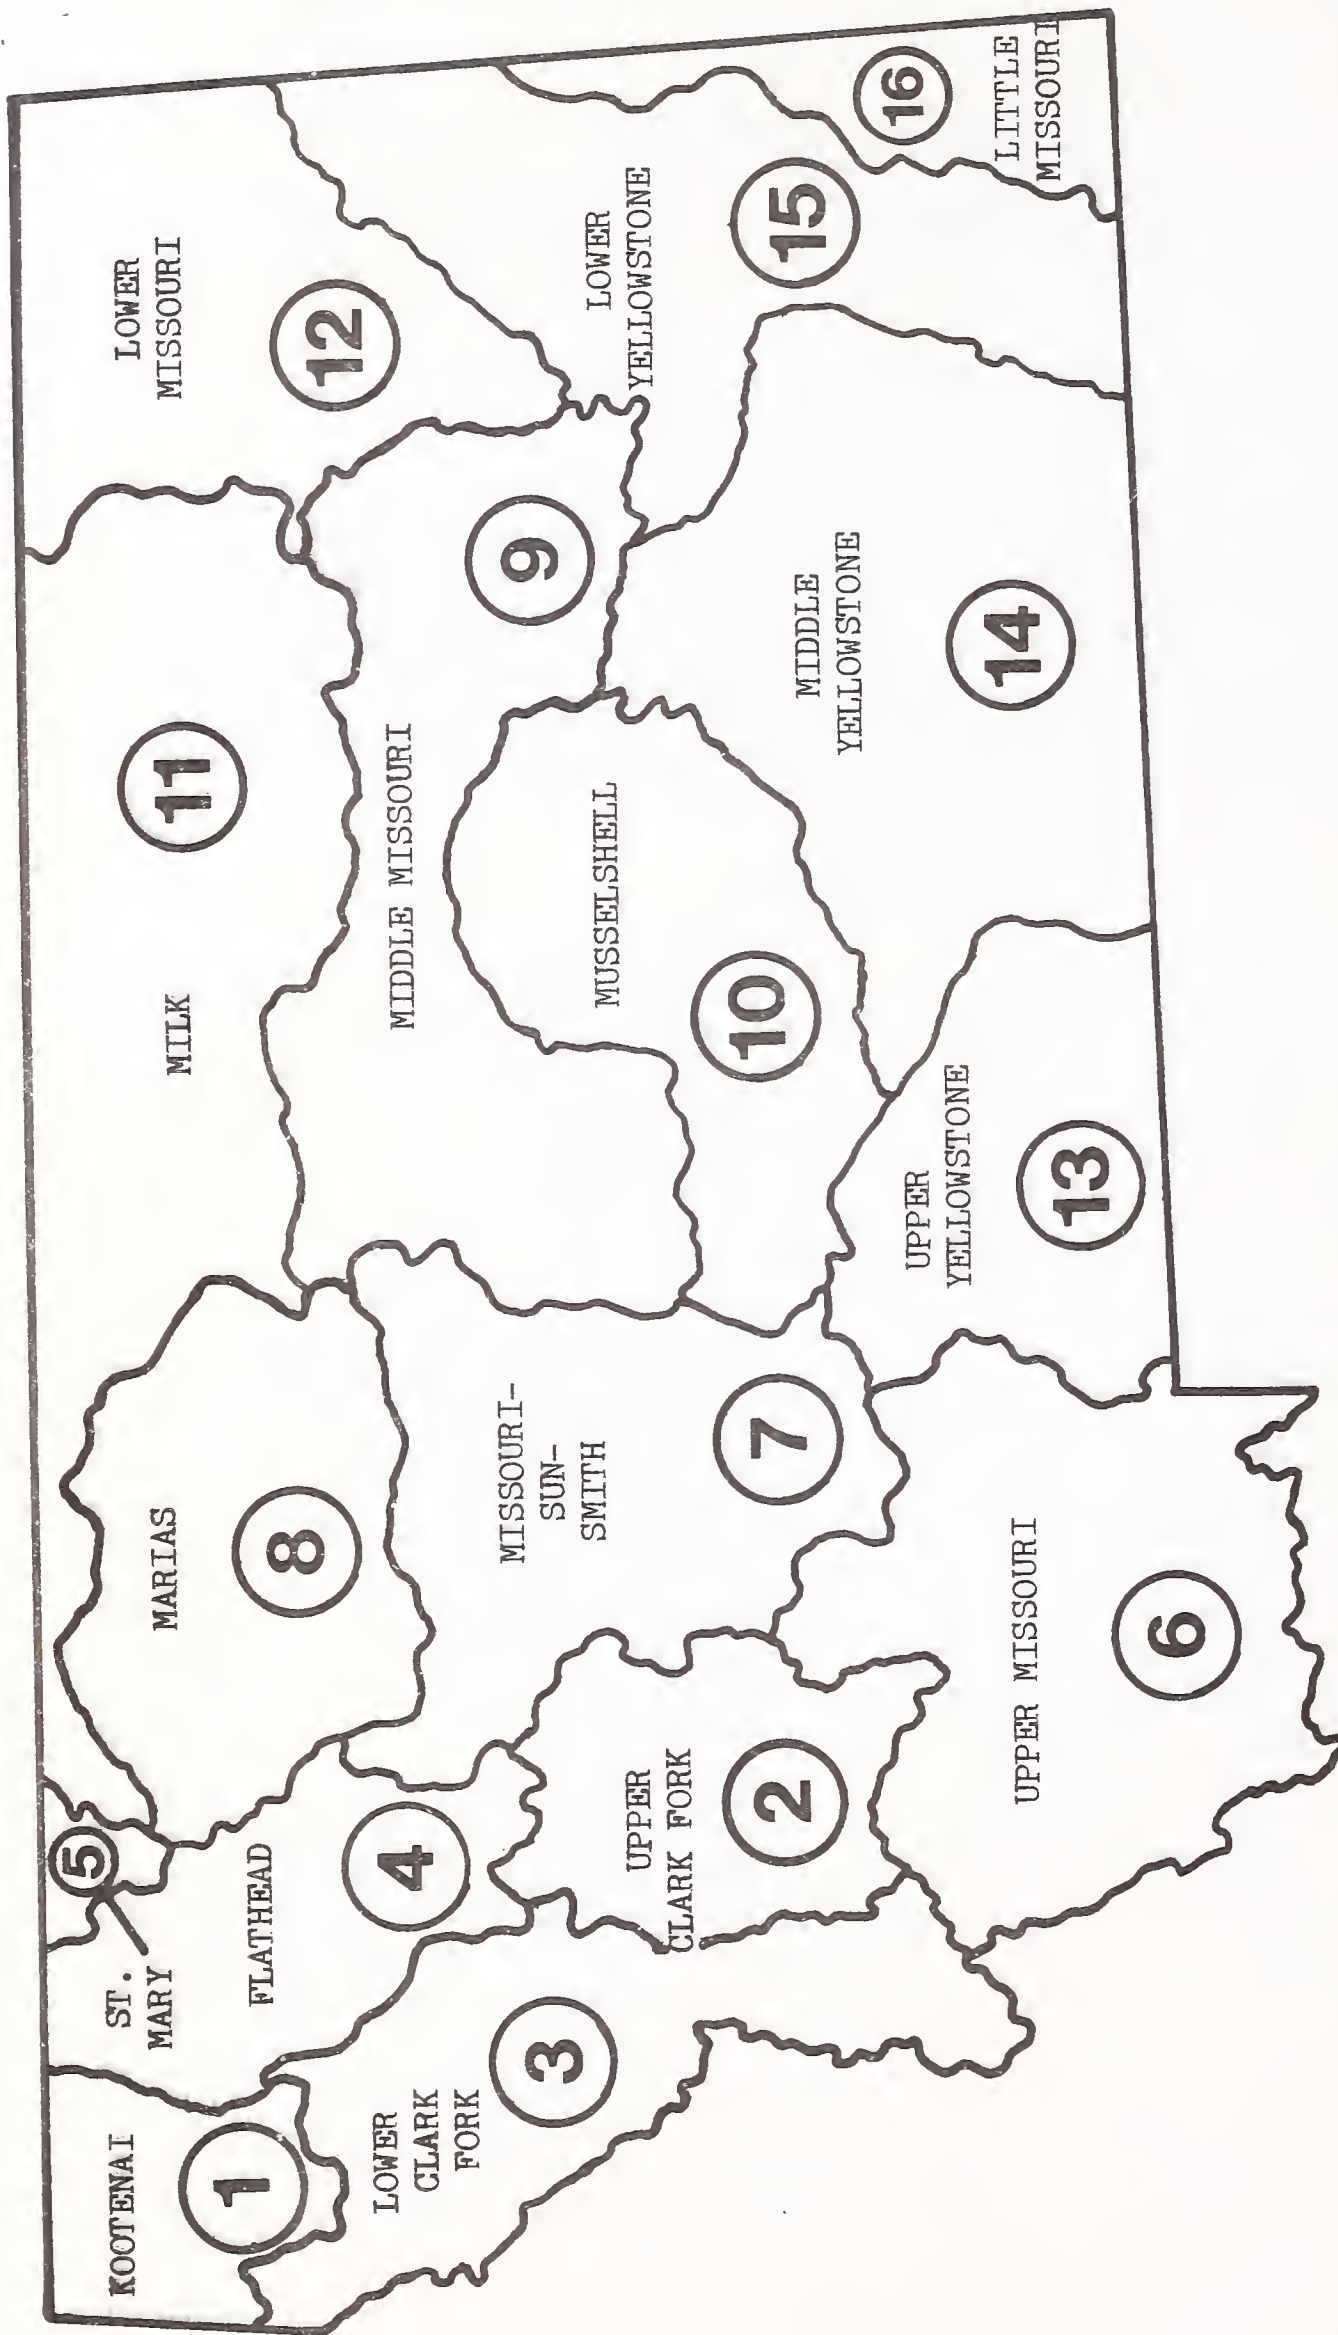 KOOTENAI
1
ST.
MARY
5
FLATHEAD
4
LOWER
CLARK
FORK
3
UPPER
CLARK FORK
2
MARIAS
8
MISSOURI-
SUN-
SMITH
7
UPPER MISSOURI
6
MILK
11
MIDDLE MISSOURI
9
MUSSELSHELL
10
UPPER
YELLOWSTONE
13
MIDDLE
YELLOWSTONE
14
LOWER
MISSOURI
12
LOWER
YELLOWSTONE
15
16
LITTLE
MISSOURI